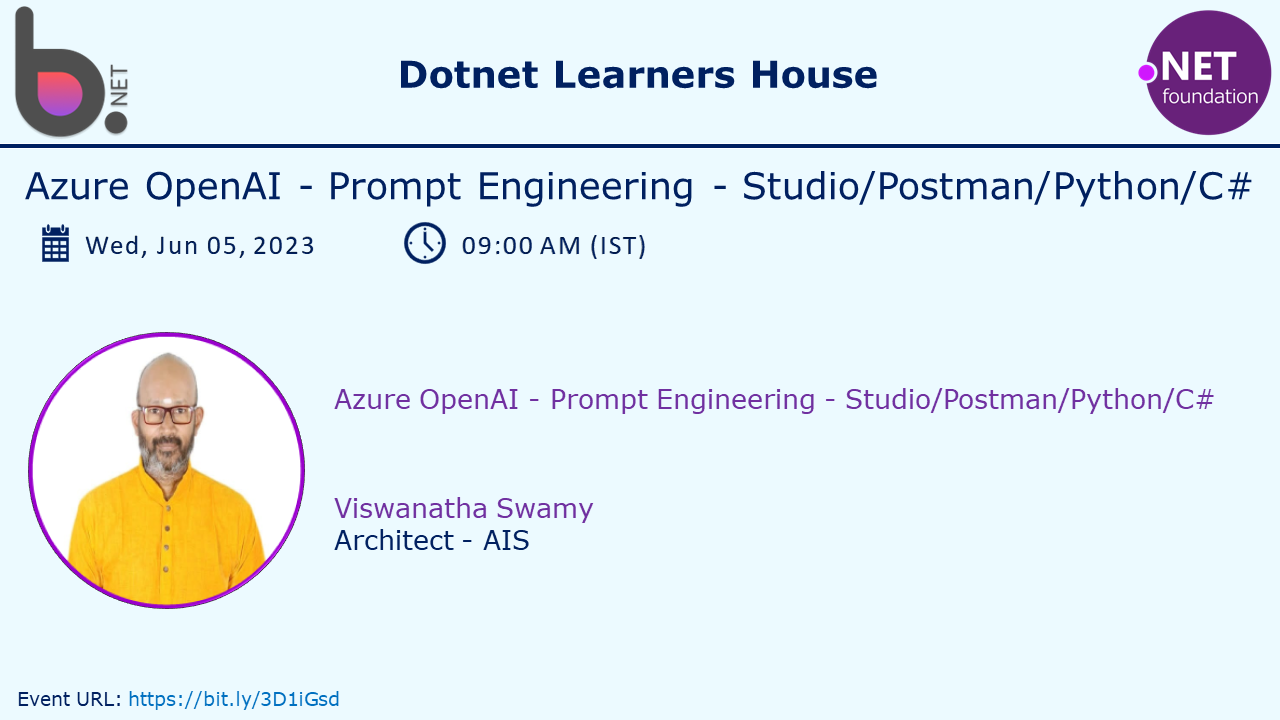 .NET
Dotnet Learners House
.NET
foundation
Azure OpenAI - Prompt Engineering - Studio/Postman/Python/C#
Wed, Jun 05, 2023
09:00 AM (IST)
Azure OpenAI - Prompt Engineering - Studio/Postman/Python/C#
Viswanatha Swamy
Architect - AIS
Event URL: https://bit.ly/3D1iGsd